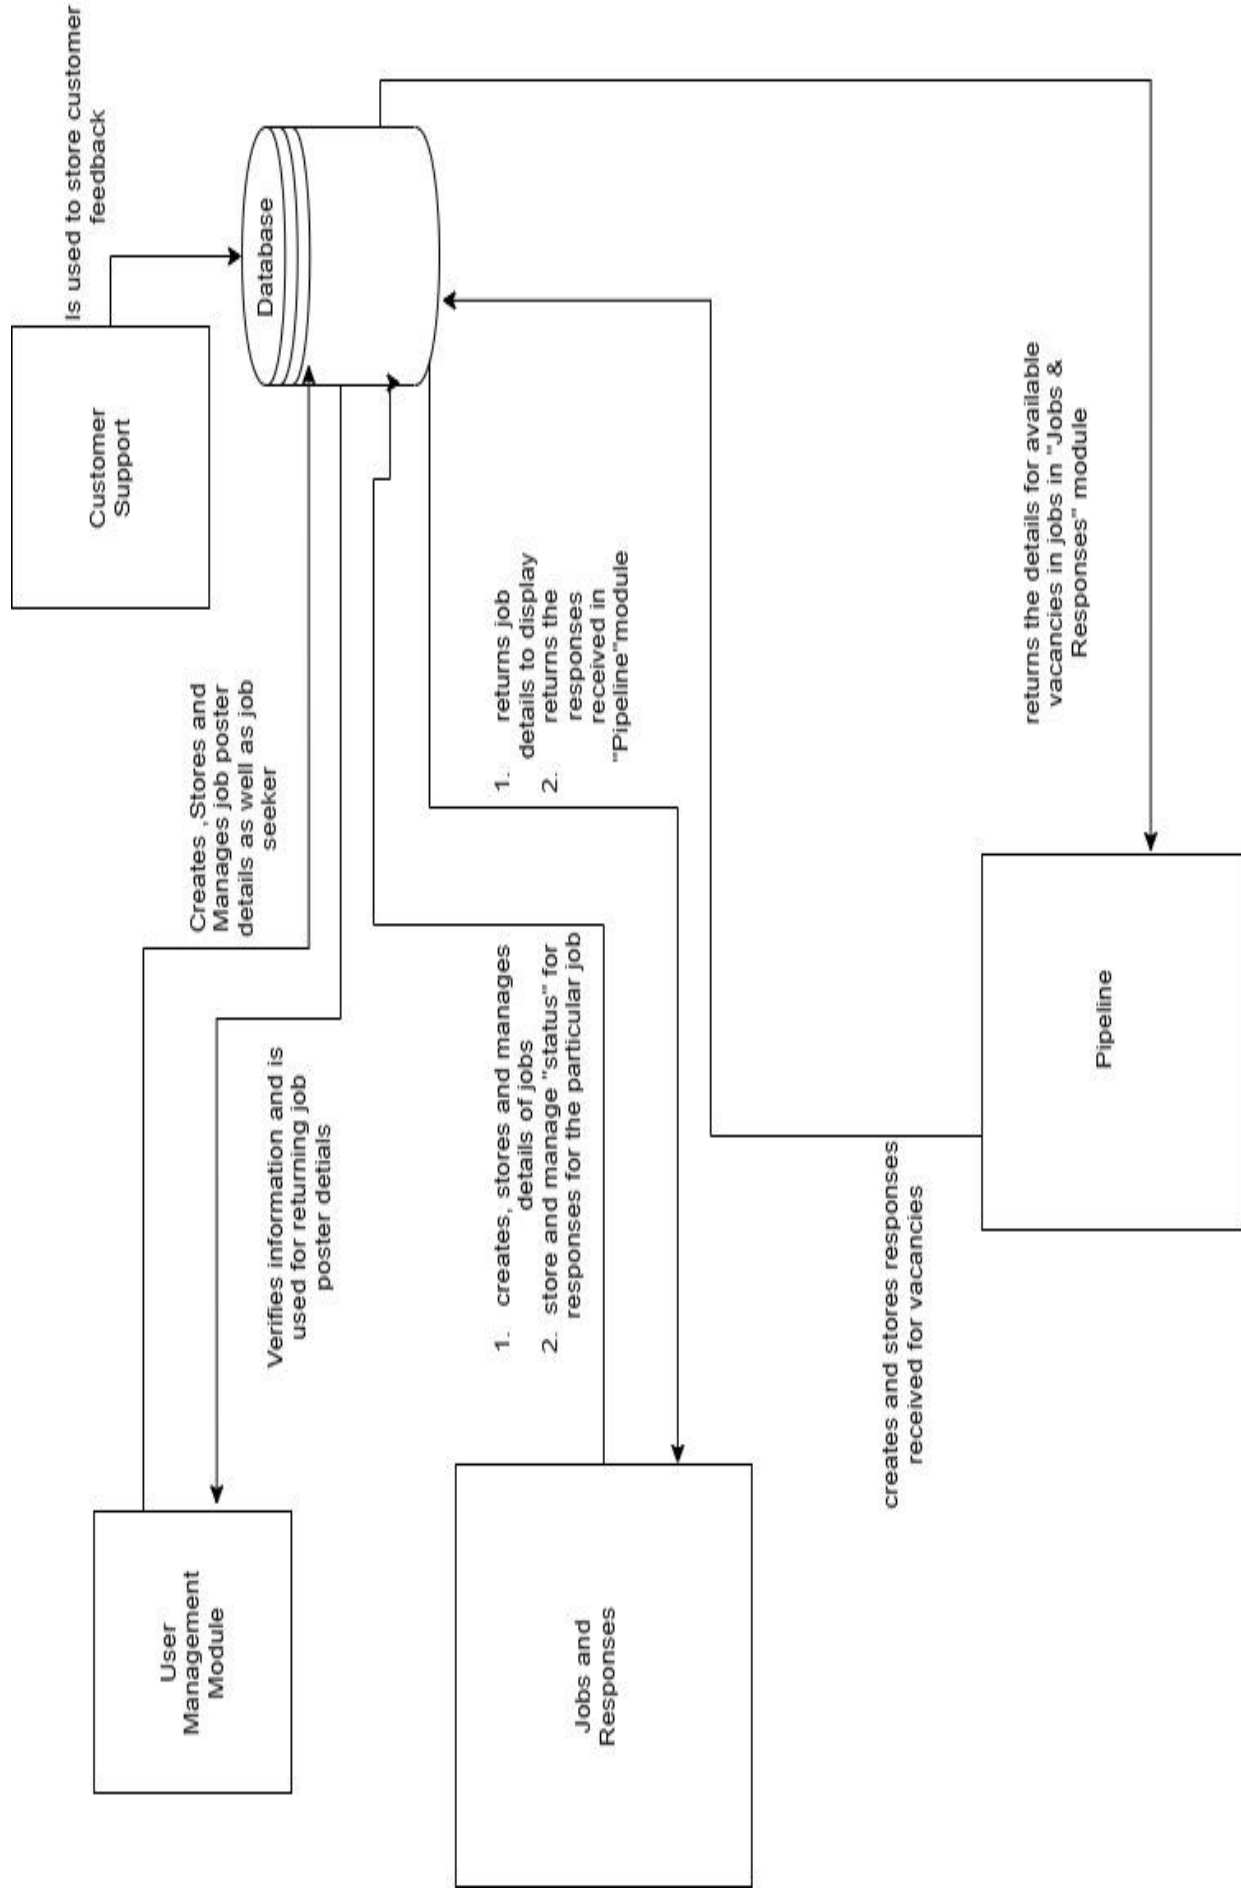 Is used to store customer
feedback
Customer
Support
Database
Creates ,Stores and
Manages job poster
details as well as job
seeker
User
Management
Module
Verifies information and is
used for returning job
poster detials
1. returns job
details to display
2. returns the
responses
received in
"Pipeline"module
1. creates, stores and manages
details of jobs
2. store and manage "status" for
responses for the particular job
Jobs and
Responses
returns the details for available
vacancies in jobs in "Jobs &
Responses" module
creates and stores responses
received for vacancies
Pipeline